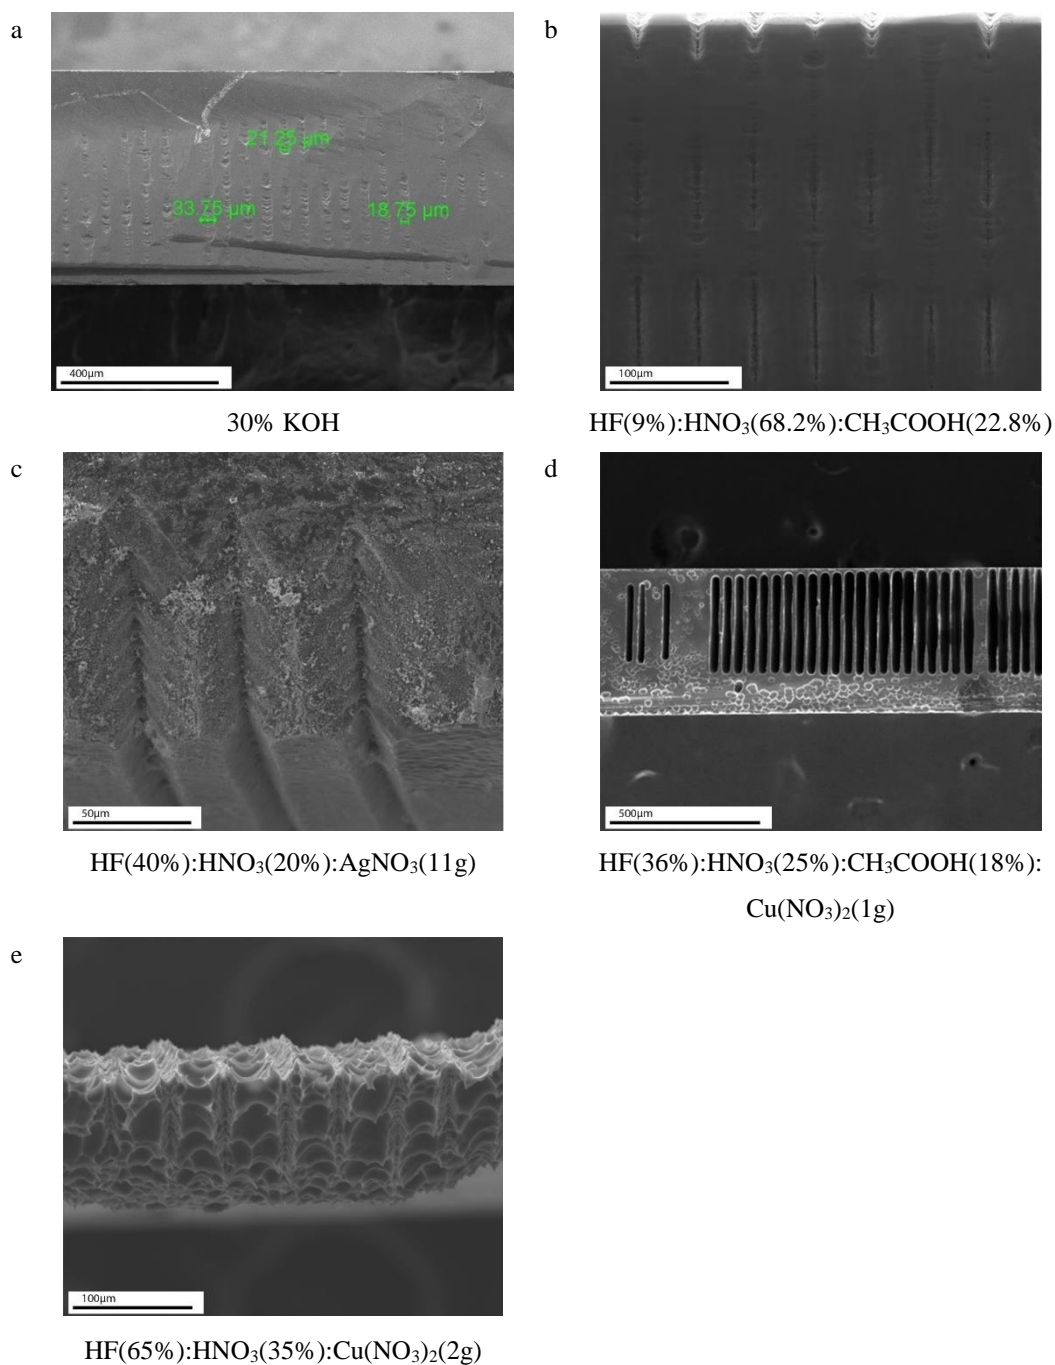 a
b
21.25 µm
33.75 µm
18.75 µm
400µm
100µm
30% KOH
HF(9%):HNO₃(68.2%):CH₃COOH(22.8%)
c
d
50µm
500µm
HF(40%):HNO₃(20%):AgNO₃(11g)
HF(36%):HNO₃(25%):CH₃COOH(18%):
Cu(NO₃)₂(1g)
e
100µm
HF(65%):HNO₃(35%):Cu(NO₃)₂(2g)